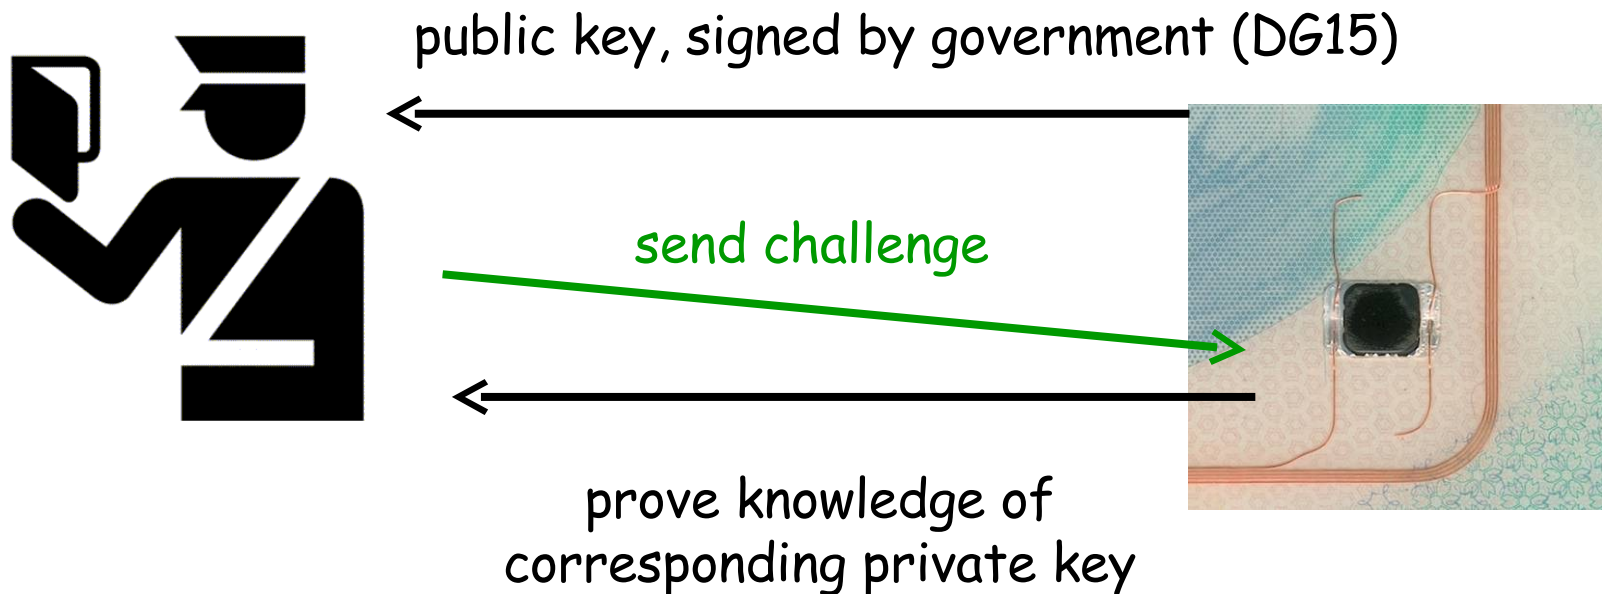 public key, signed by government (DG15)
send challenge
prove knowledge of
corresponding private key